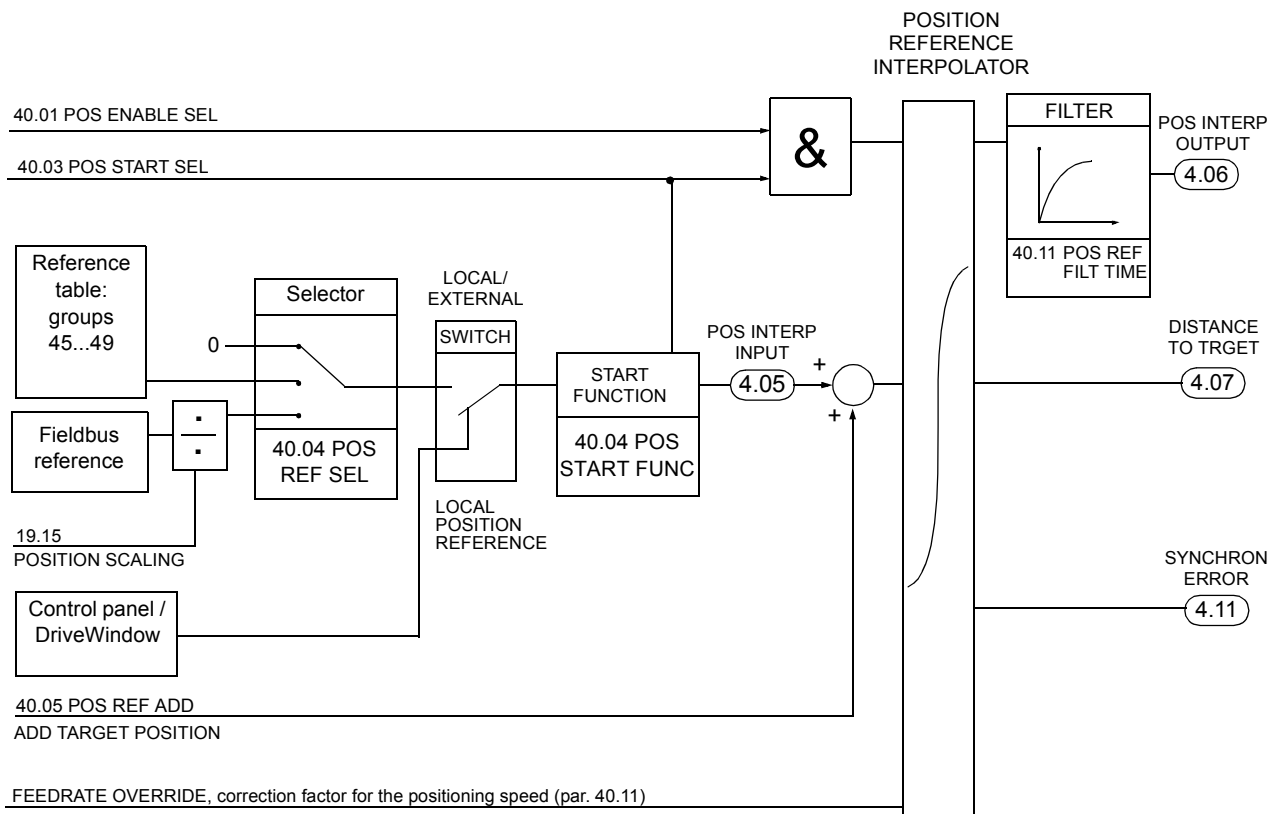 POSITION
REFERENCE
INTERPOLATOR
40.01 POS ENABLE SEL
&
FILTER
POS INTERP
OUTPUT
4.06
40.03 POS START SEL
40.11 POS REF
FILT TIME
Reference
table:
groups
45...49
Selector
0
LOCAL/
EXTERNAL
SWITCH
POS INTERP
INPUT
4.05
+
+
START
FUNCTION
DISTANCE
TO TRGET
4.07
Fieldbus
reference
40.04 POS
REF SEL
40.04 POS
START FUNC
LOCAL
POSITION
REFERENCE
19.15
POSITION SCALING
SYNCHRON
ERROR
4.11
Control panel /
DriveWindow
40.05 POS REF ADD
ADD TARGET POSITION
FEEDRATE OVERRIDE, correction factor for the positioning speed (par. 40.11)